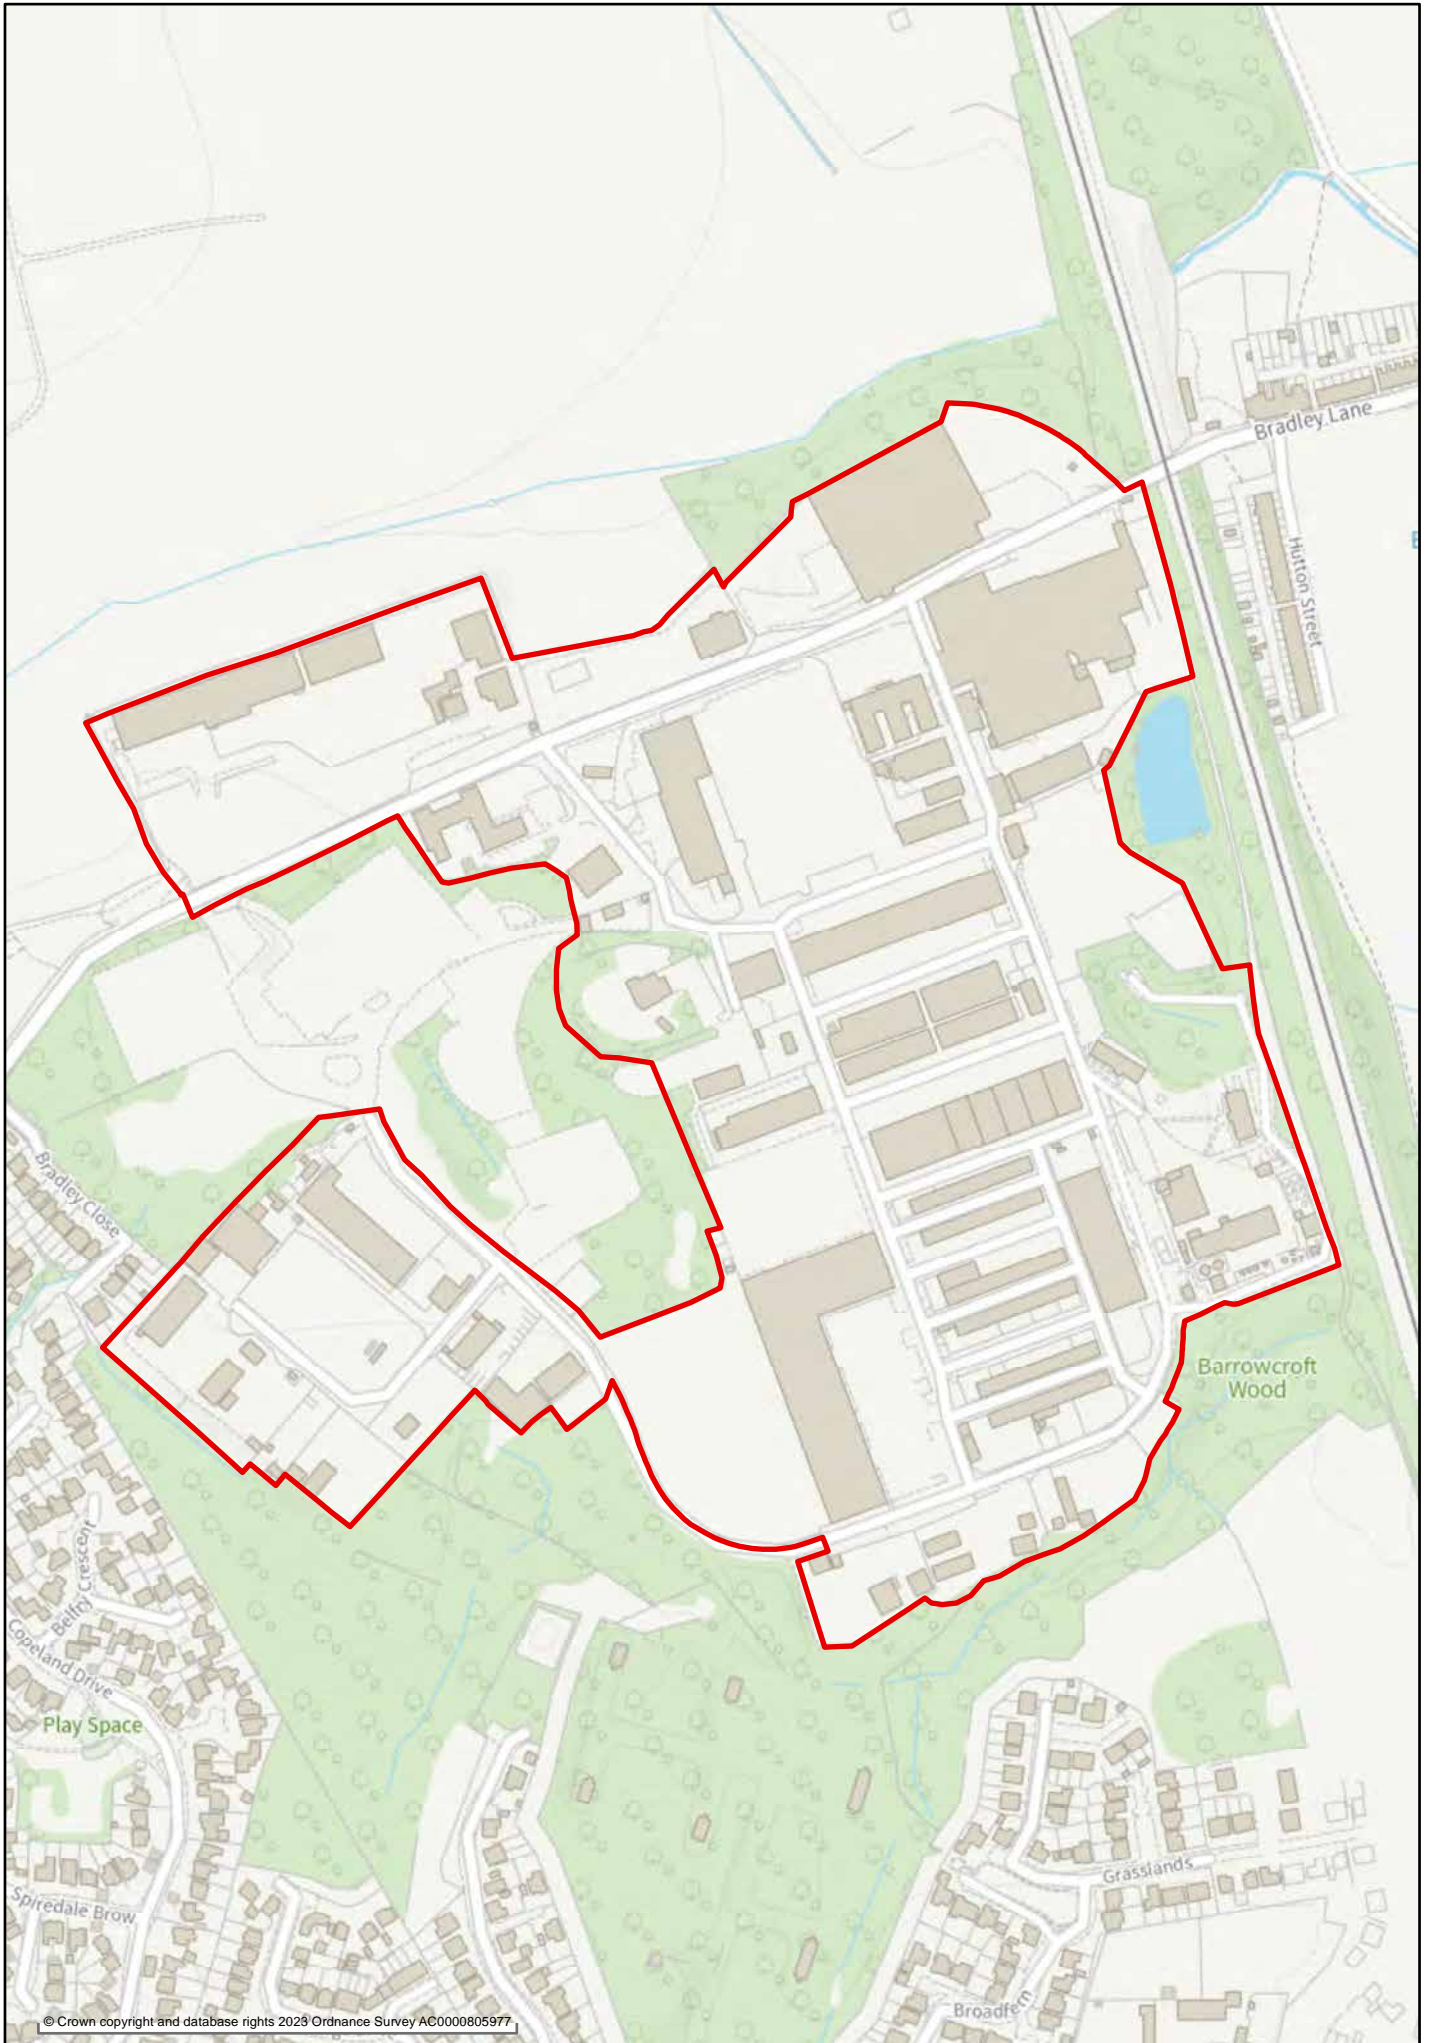 Bradley Lane
Hutton Street
Bradley Close
Barrowcroft
Wood
Belfry Crescent
Copeland Drive
Play Space
Spiredale Brow
Grasslands
Broadfern
© Crown copyright and database rights 2023 Ordnance Survey AC0000805977